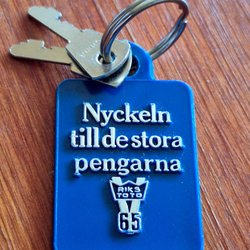 Nyckeln
till de stora
pengarna
RIKS
TOTO
65